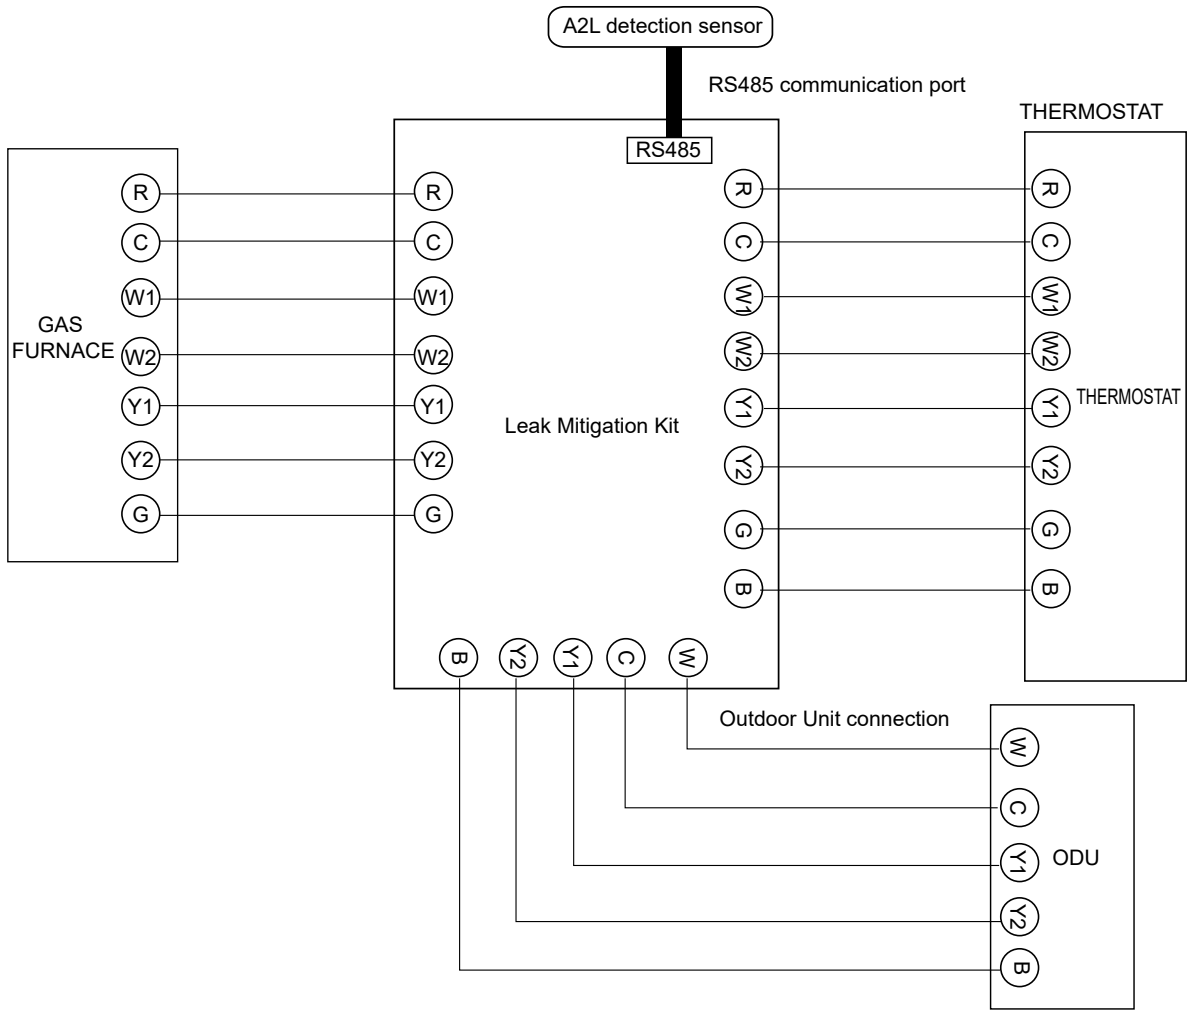 A2L detection sensor
RS485 communication port
RS485
THERMOSTAT
GAS
FURNACE
R
C
W1
W2
Y1
Y2
G
R
C
W1
W2
Y1
Y2
G
Leak Mitigation Kit
R
C
W1
W2
Y1
Y2
G
B
R
C
W1
W2
Y1
Y2
G
B
THERMOSTAT
B
Y2
Y1
C
W
Outdoor Unit connection
W
C
Y1
Y2
B
ODU